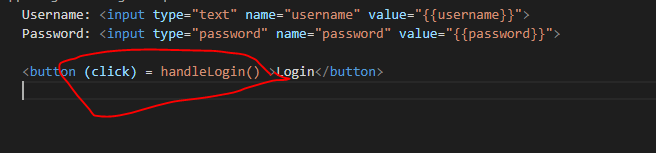 Username: <input type="text" name="username" value="{{username}}">
Password: <input type="password" name="password" value="{{password}}">
<button (click) = handleLogin() >Login</button>